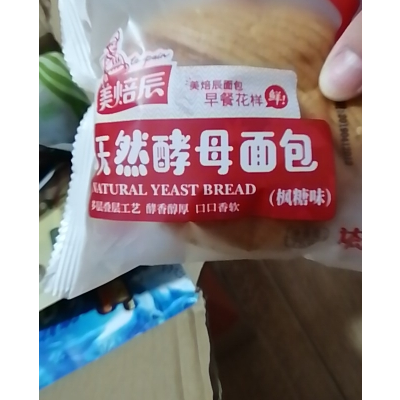 美焙辰
美焙辰面包
早餐花样 鲜!
天然酵母面包
NATURAL YEAST BREAD
(枫糖味)
多层叠层工艺 酵香醇厚 口口香软